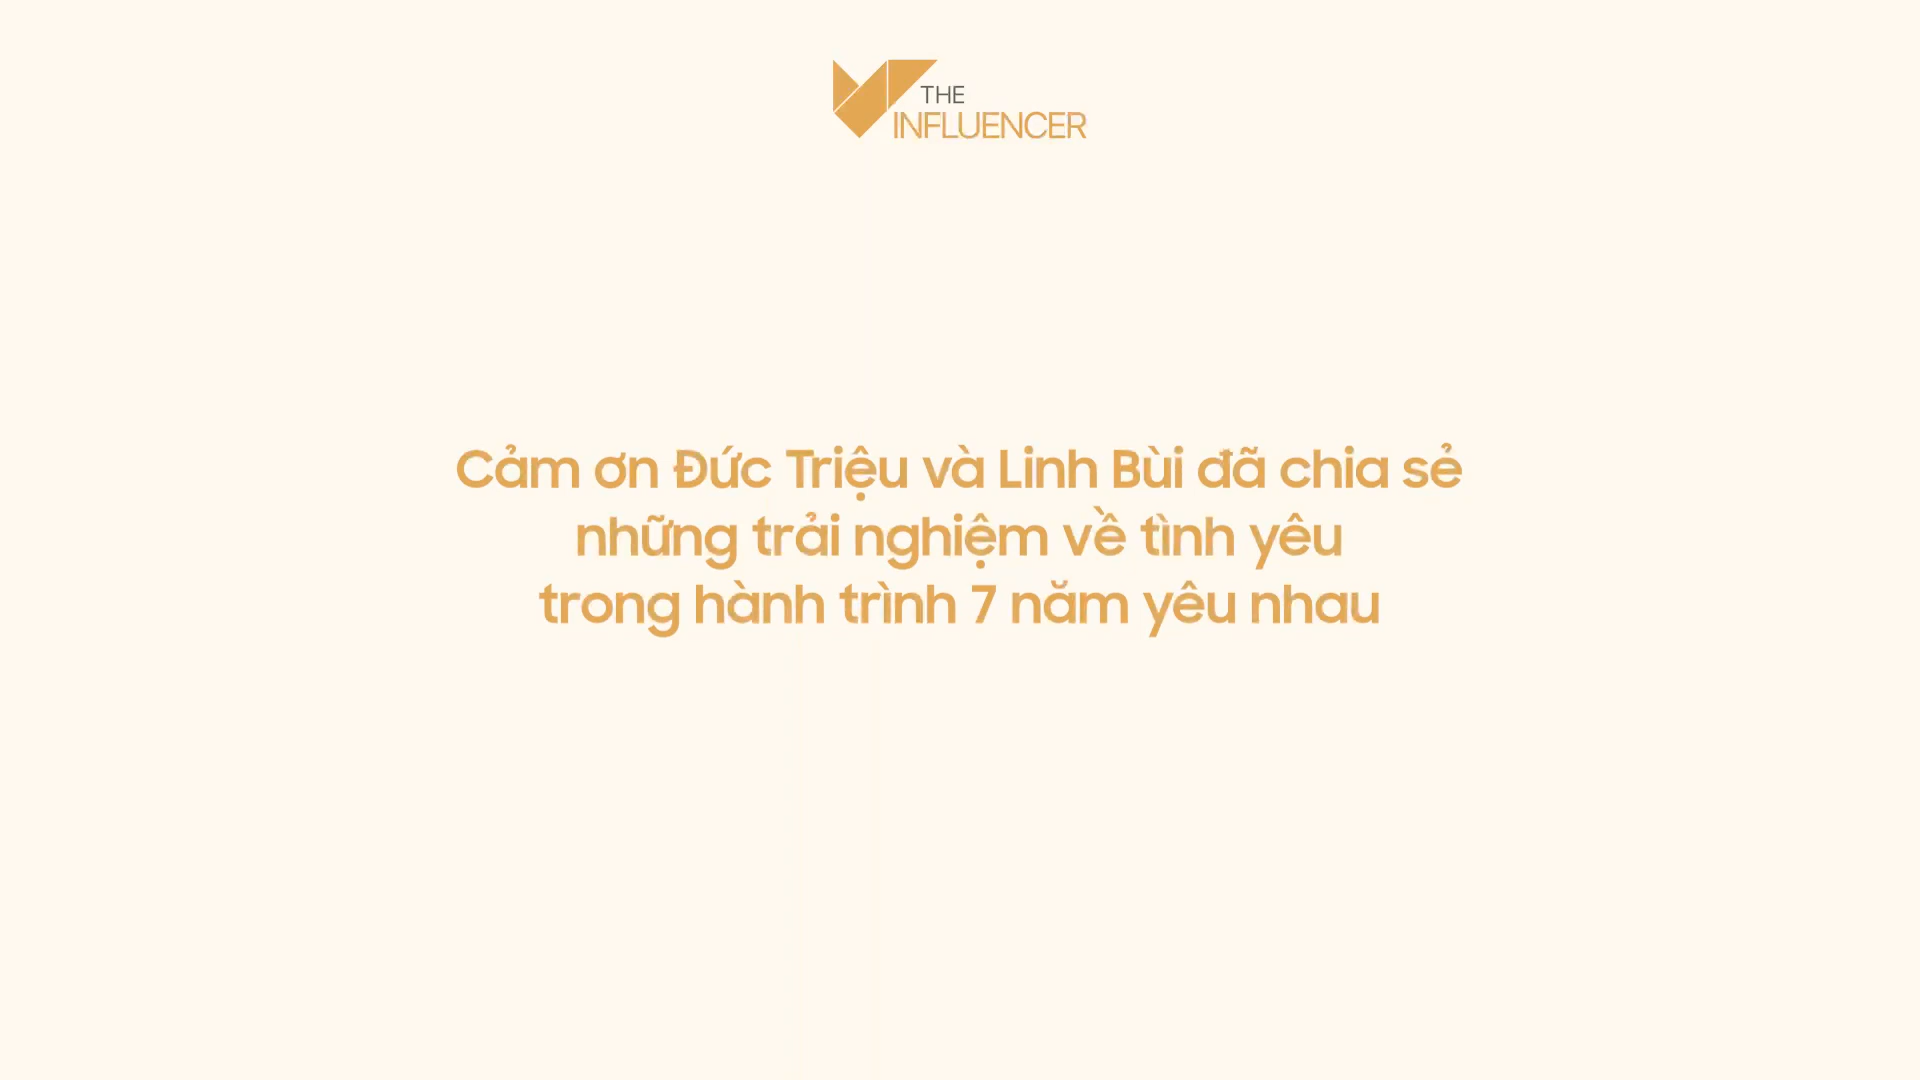 THE
INFLUENCER
Cảm ơn Đức Triệu và Linh Bùi đã chia sẻ
những trải nghiệm về tình yêu
trong hành trình 7 năm yêu nhau